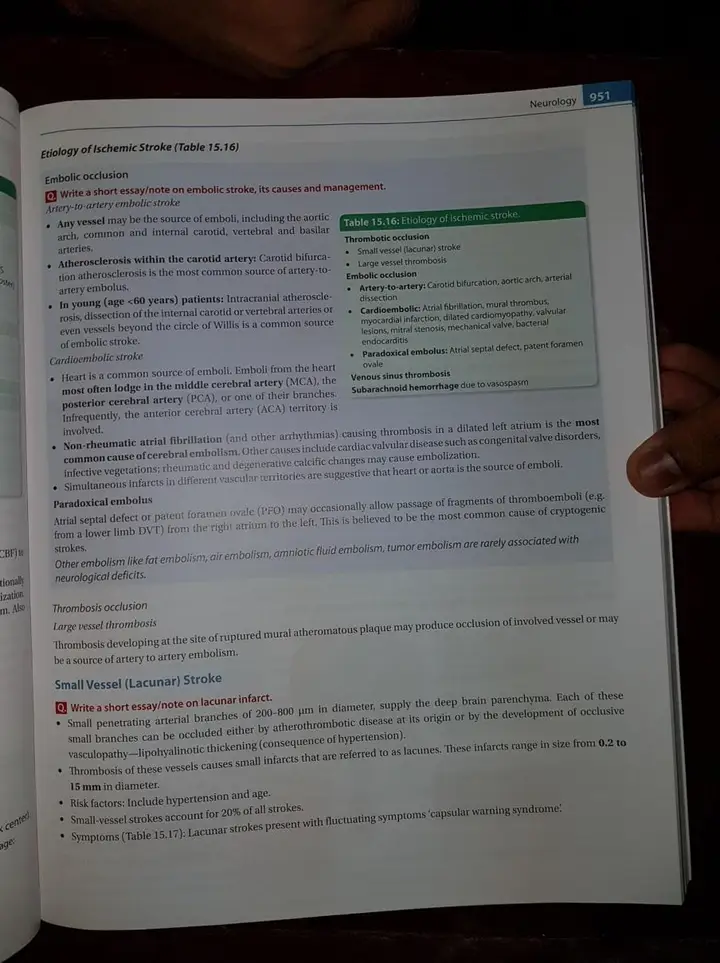 Neurology 951
Etiology of Ischemic Stroke (Table 15.16)
Embolic occlusion
Q. Write a short essay/note on embolic stroke, its causes and management.
Artery-to-artery embolic stroke
• Any vessel may be the source of emboli, including the aortic
arch, common and internal carotid, vertebral and basilar
arteries.
• Atherosclerosis within the carotid artery: Carotid bifurca-
tion atherosclerosis is the most common source of artery-to-
artery embolus.
• In young (age <60 years) patients: Intracranial atheroscle-
rosis, dissection of the internal carotid or vertebral arteries or
even vessels beyond the circle of Willis is a common source
of embolic stroke.
Cardioembolic stroke
• Heart is a common source of emboli. Emboli from the heart
most often lodge in the middle cerebral artery (MCA), the
posterior cerebral artery (PCA), or one of their branches.
Infrequently, the anterior cerebral artery (ACA) territory is
involved.
Table 15.16: Etiology of ischemic stroke.
Thrombotic occlusion
• Small vessel (lacunar) stroke
• Large vessel thrombosis
Embolic occlusion
• Artery-to-artery: Carotid bifurcation, aortic arch, arterial
dissection
• Cardioembolic: Atrial fibrillation, mural thrombus,
myocardial infarction, dilated cardiomyopathy, valvular
lesions, mitral stenosis, mechanical valve, bacterial
endocarditis
• Paradoxical embolus: Atrial septal defect, patent foramen
ovale
Venous sinus thrombosis
Subarachnoid hemorrhage due to vasospasm
• Non-rheumatic atrial fibrillation (and other arrhythmias) causing thrombosis in a dilated left atrium is the most
common cause of cerebral embolism. Other causes include cardiac valvular disease such as congenital valve disorders,
infective vegetations; rheumatic and degenerative calcific changes may cause embolization.
• Simultaneous infarcts in different vascular territories are suggestive that heart or aorta is the source of emboli.
Paradoxical embolus
Atrial septal defect or patent foramen ovale (PFO) may occasionally allow passage of fragments of thromboemboli (e.g.
from a lower limb DVT) from the right atrium to the left. This is believed to be the most common cause of cryptogenic
strokes.
Other embolism like fat embolism, air embolism, amniotic fluid embolism, tumor embolism are rarely associated with
neurological deficits.
Thrombosis occlusion
Large vessel thrombosis
Thrombosis developing at the site of ruptured mural atheromatous plaque may produce occlusion of involved vessel or may
be a source of artery to artery embolism.
Small Vessel (Lacunar) Stroke
Q. Write a short essay/note on lacunar infarct.
• Small penetrating arterial branches of 200–800 µm in diameter, supply the deep brain parenchyma. Each of these
small branches can be occluded either by atherothrombotic disease at its origin or by the development of occlusive
vasculopathy—lipohyalinotic thickening (consequence of hypertension).
• Thrombosis of these vessels causes small infarcts that are referred to as lacunes. These infarcts range in size from 0.2 to
15 mm in diameter.
• Risk factors: Include hypertension and age.
• Small-vessel strokes account for 20% of all strokes.
• Symptoms (Table 15.17): Lacunar strokes present with fluctuating symptoms 'capsular warning syndrome'.